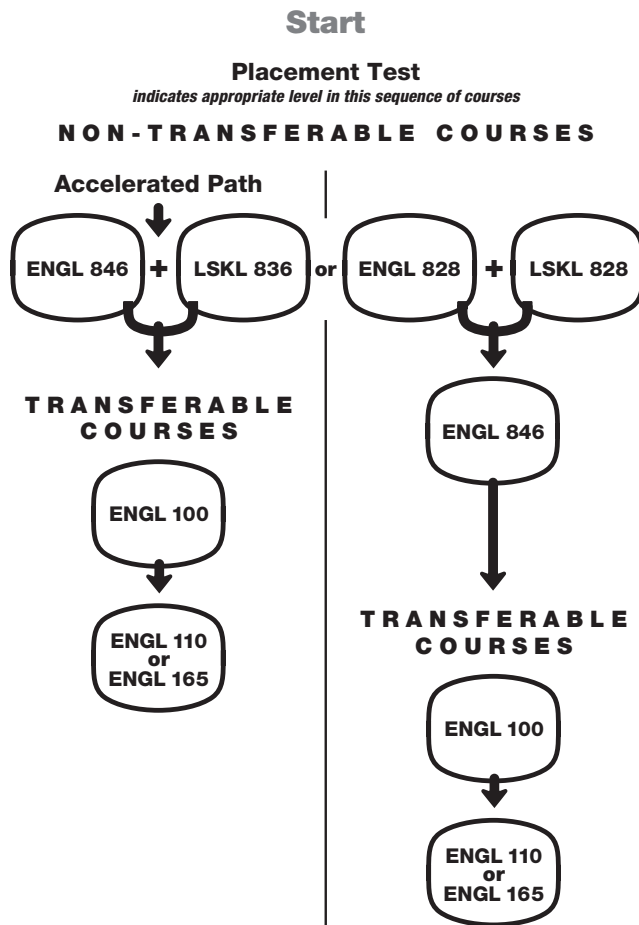 Start
Placement Test
indicates appropriate level in this sequence of courses
NON-TRANSFERABLE COURSES
Accelerated Path
ENGL 846 + LSKL 836 or ENGL 828 + LSKL 828
TRANSFERABLE
COURSES
ENGL 100
ENGL 110
or
ENGL 165
ENGL 846
TRANSFERABLE
COURSES
ENGL 100
ENGL 110
or
ENGL 165